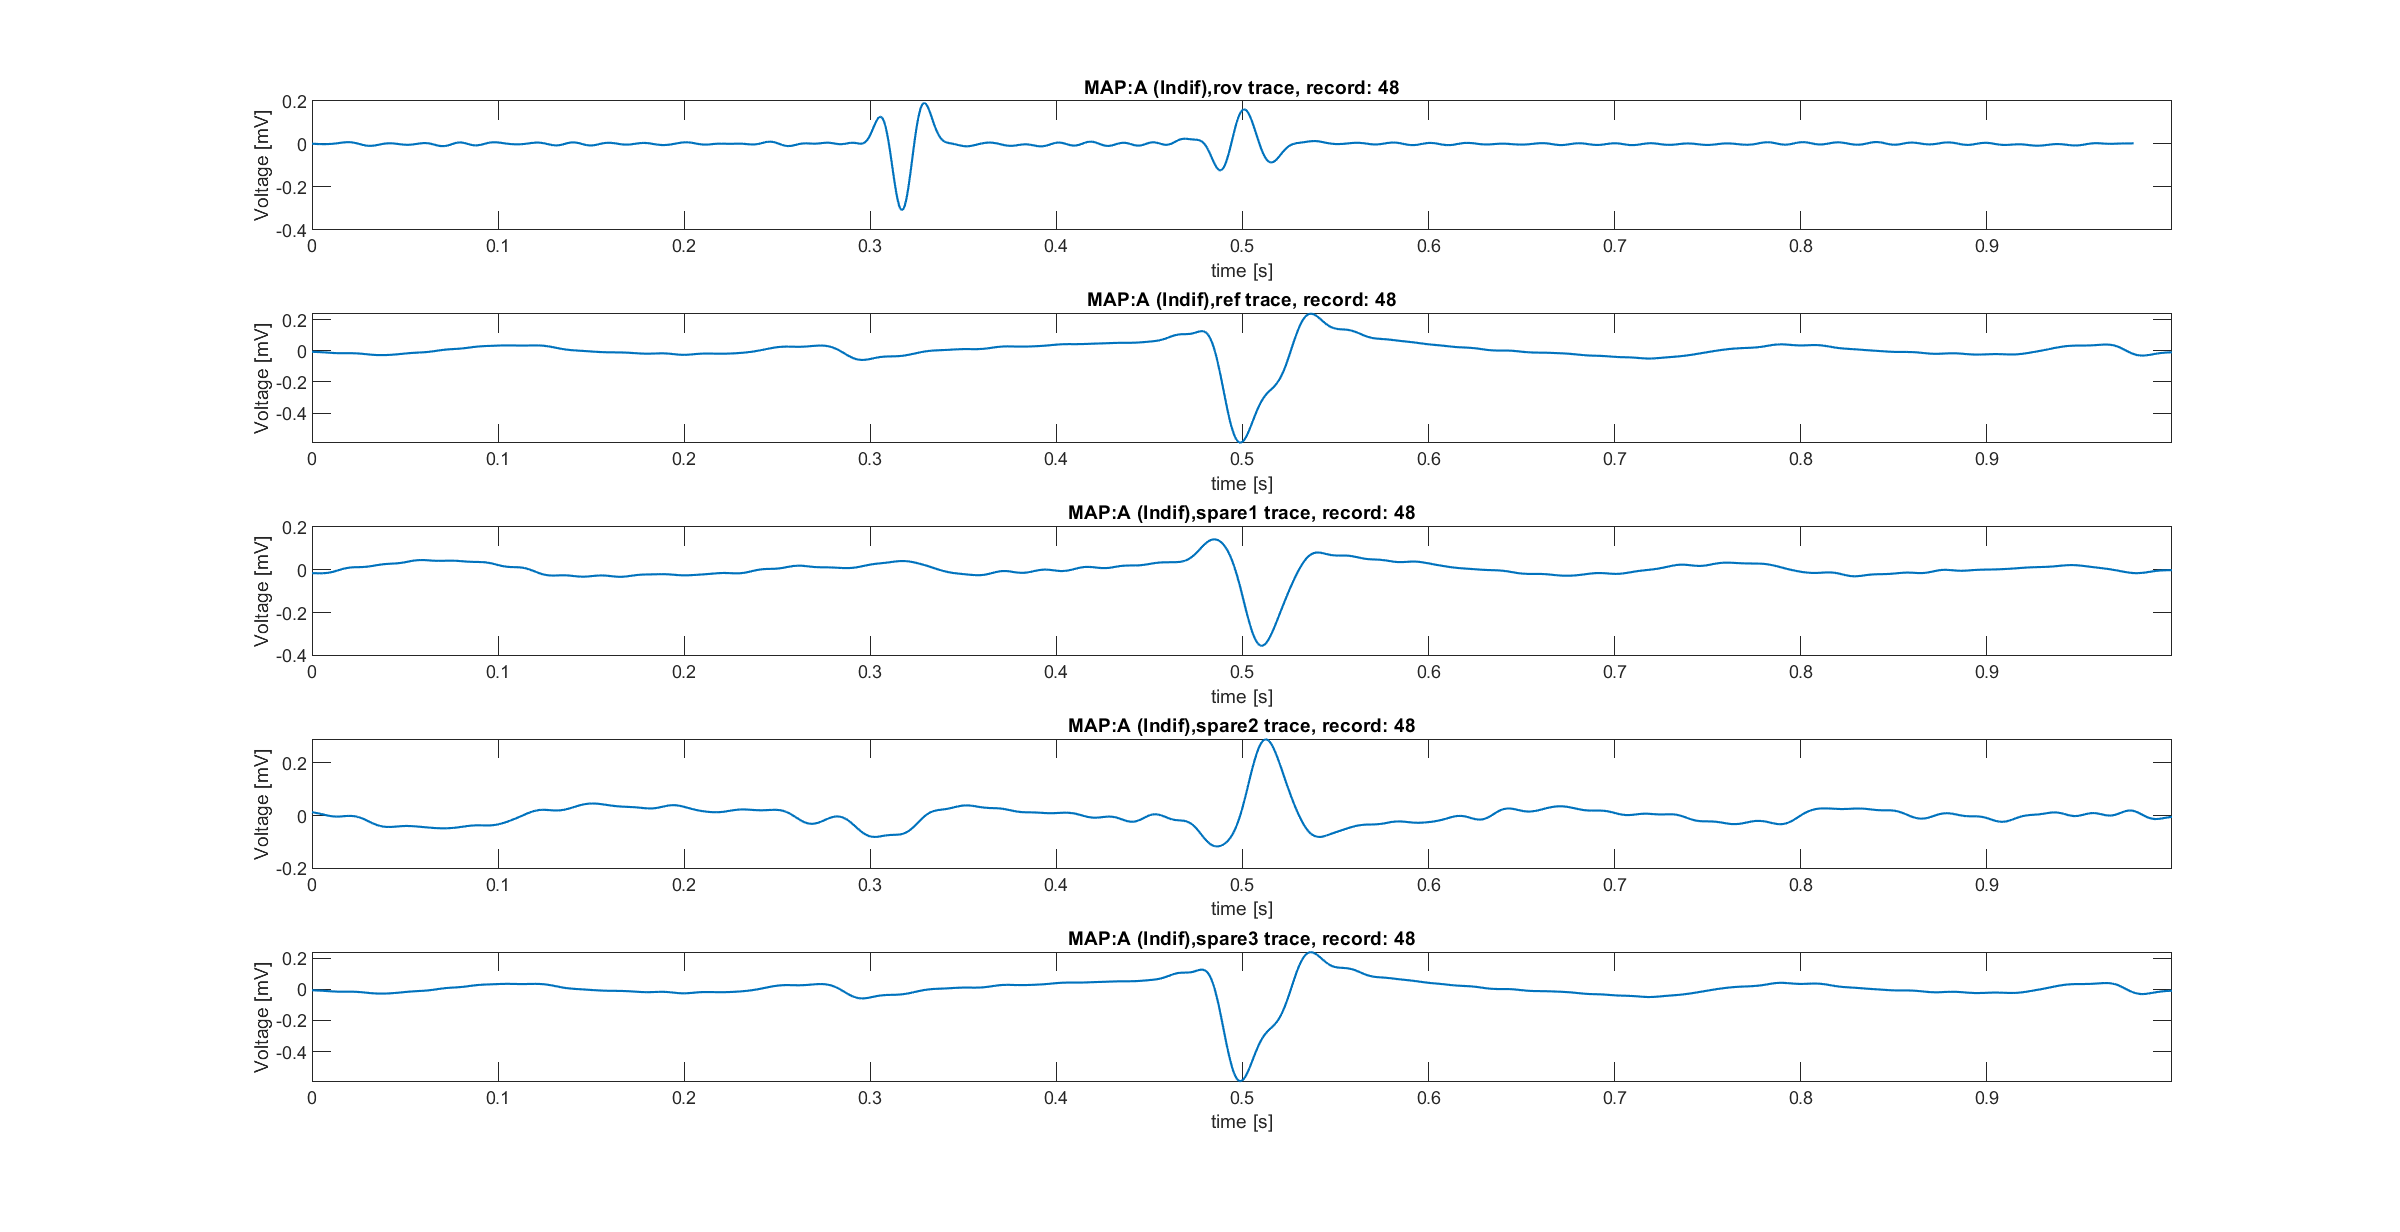 MAP:A (Indif),rov trace, record: 48
Voltage [mV]
0.2
0
-0.2
-0.4
0 0.1 0.2 0.3 0.4 0.5 0.6 0.7 0.8 0.9
time [s]
MAP:A (Indif),ref trace, record: 48
Voltage [mV]
0.2
0
-0.2
-0.4
0 0.1 0.2 0.3 0.4 0.5 0.6 0.7 0.8 0.9
time [s]
MAP:A (Indif),spare1 trace, record: 48
Voltage [mV]
0.2
0
-0.2
-0.4
0 0.1 0.2 0.3 0.4 0.5 0.6 0.7 0.8 0.9
time [s]
MAP:A (Indif),spare2 trace, record: 48
Voltage [mV]
0.2
0
-0.2
0 0.1 0.2 0.3 0.4 0.5 0.6 0.7 0.8 0.9
time [s]
MAP:A (Indif),spare3 trace, record: 48
Voltage [mV]
0.2
0
-0.2
-0.4
0 0.1 0.2 0.3 0.4 0.5 0.6 0.7 0.8 0.9
time [s]